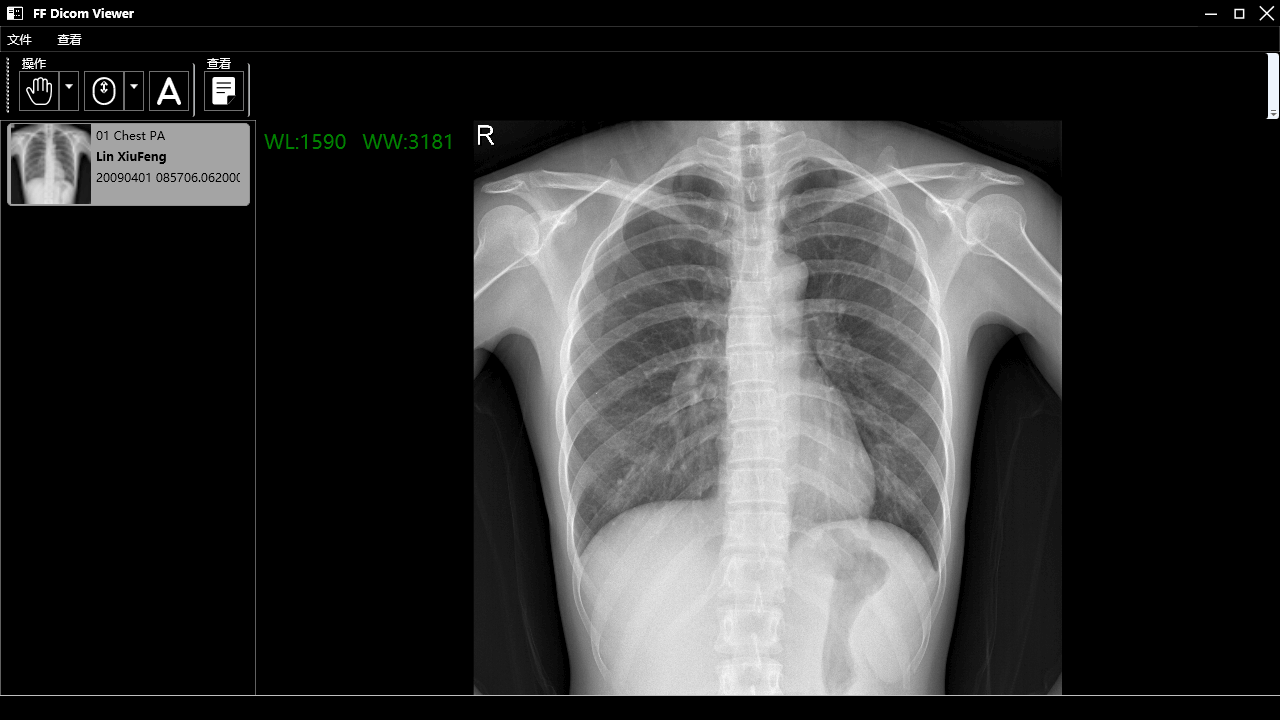 FF Dicom Viewer
文件 查看
操作 查看
A
01 Chest PA
Lin XiuFeng
20090401 085706.062000
WL:1590 WW:3181
R